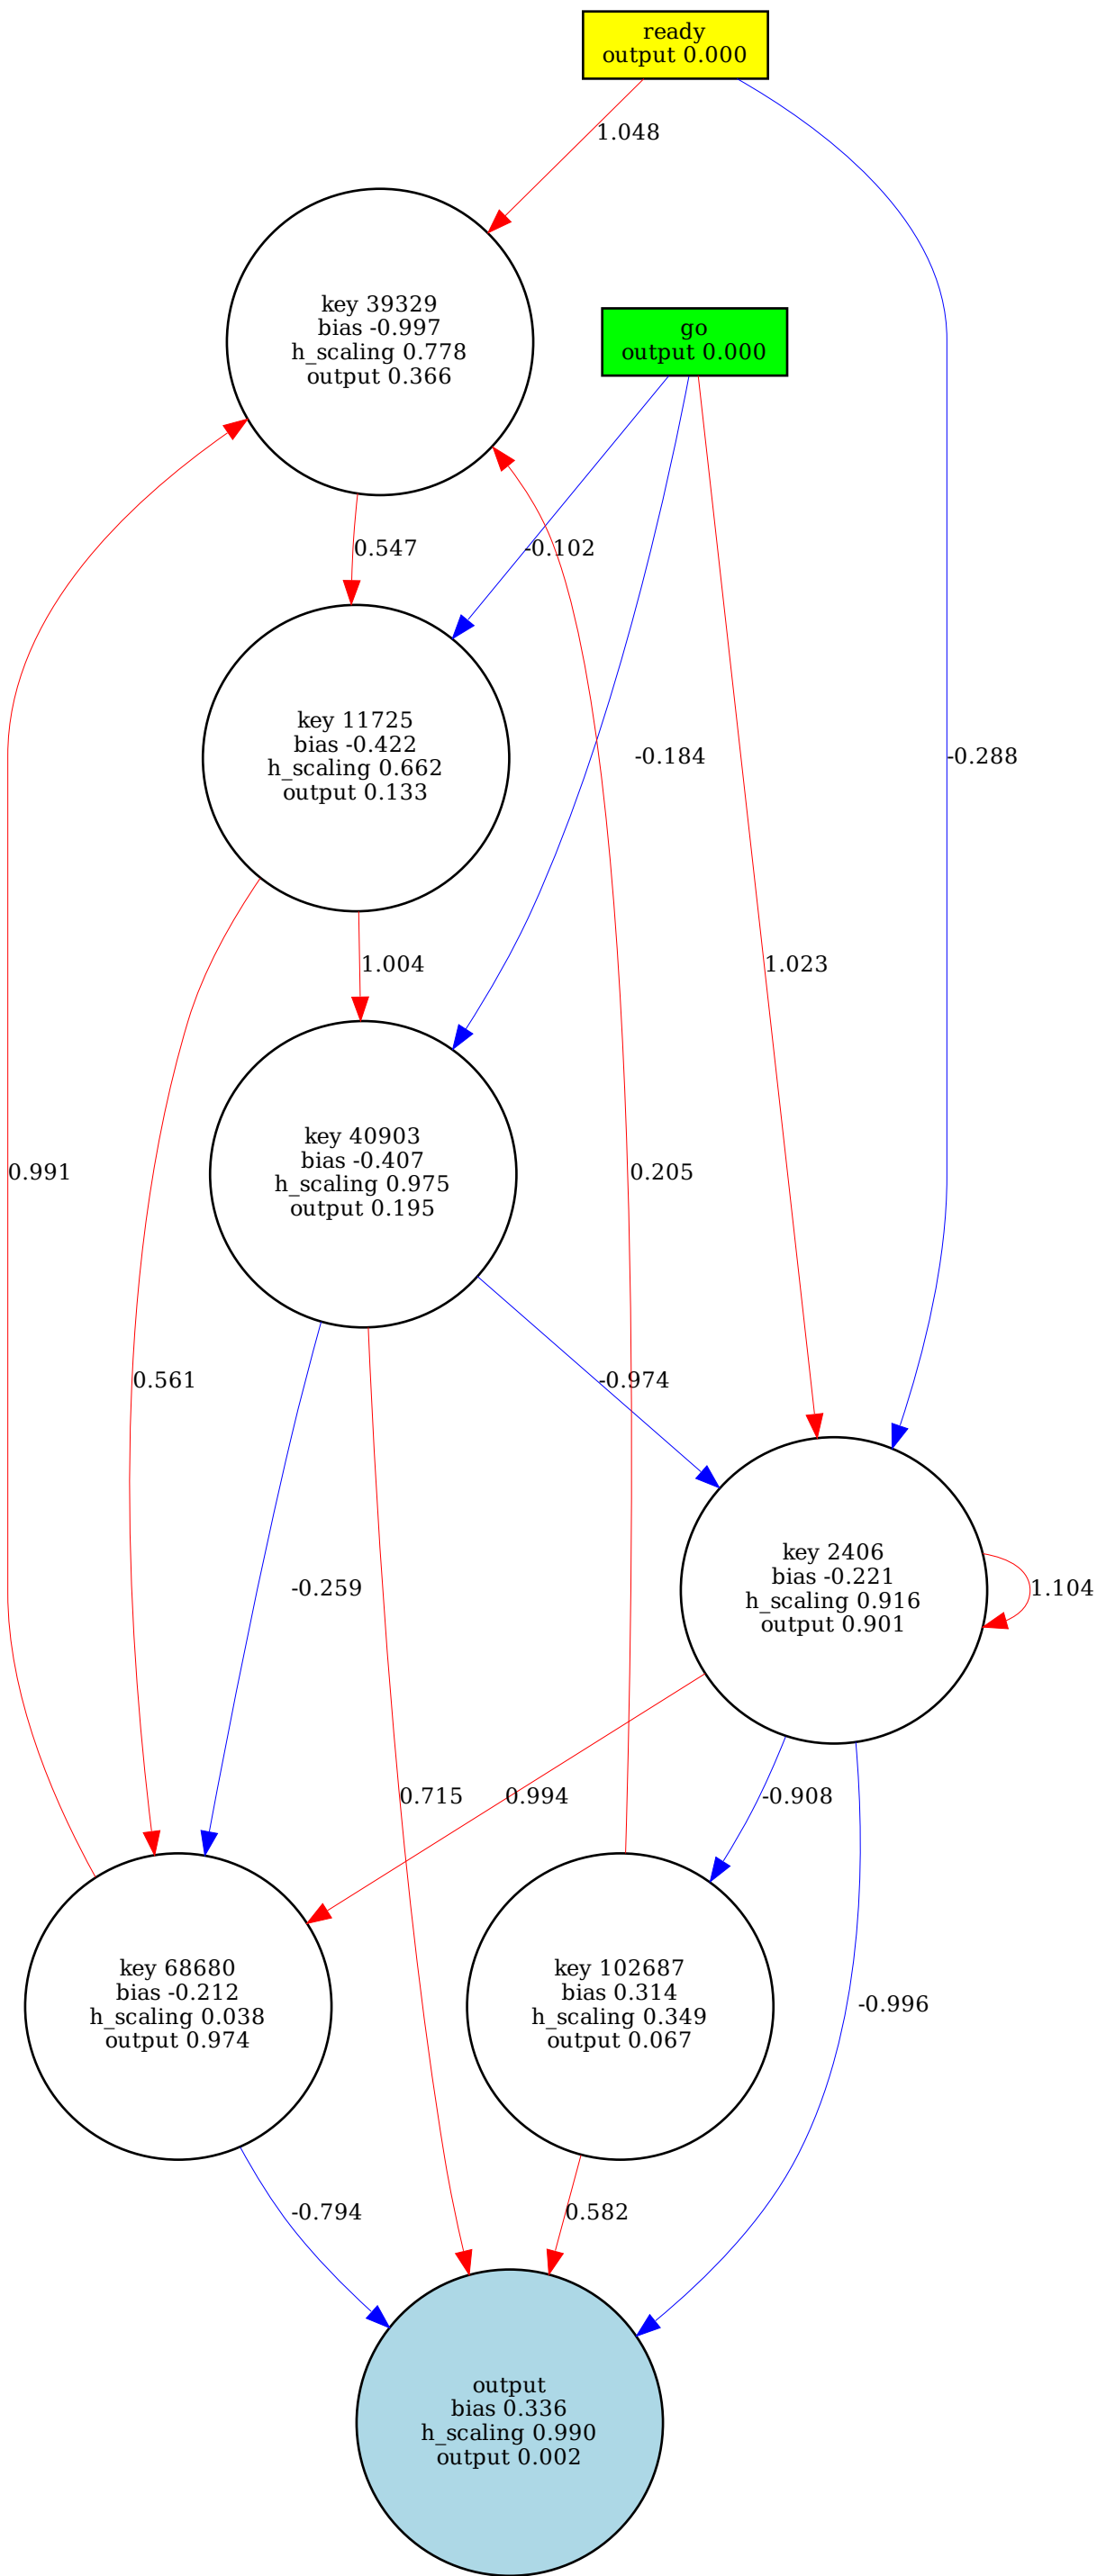 ready
output 0.000
1.048
key 39329
bias -0.997
h_scaling 0.778
output 0.366
go
output 0.000
0.547
-0.102
key 11725
bias -0.422
h_scaling 0.662
output 0.133
-0.184
-0.288
1.004
1.023
key 40903
bias -0.407
h_scaling 0.975
output 0.195
0.991
0.205
0.561
-0.974
key 2406
bias -0.221
h_scaling 0.916
output 0.901
-0.259
1.104
0.715
0.994
-0.908
key 68680
bias -0.212
h_scaling 0.038
output 0.974
key 102687
bias 0.314
h_scaling 0.349
output 0.067
-0.996
-0.794
0.582
output
bias 0.336
h_scaling 0.990
output 0.002